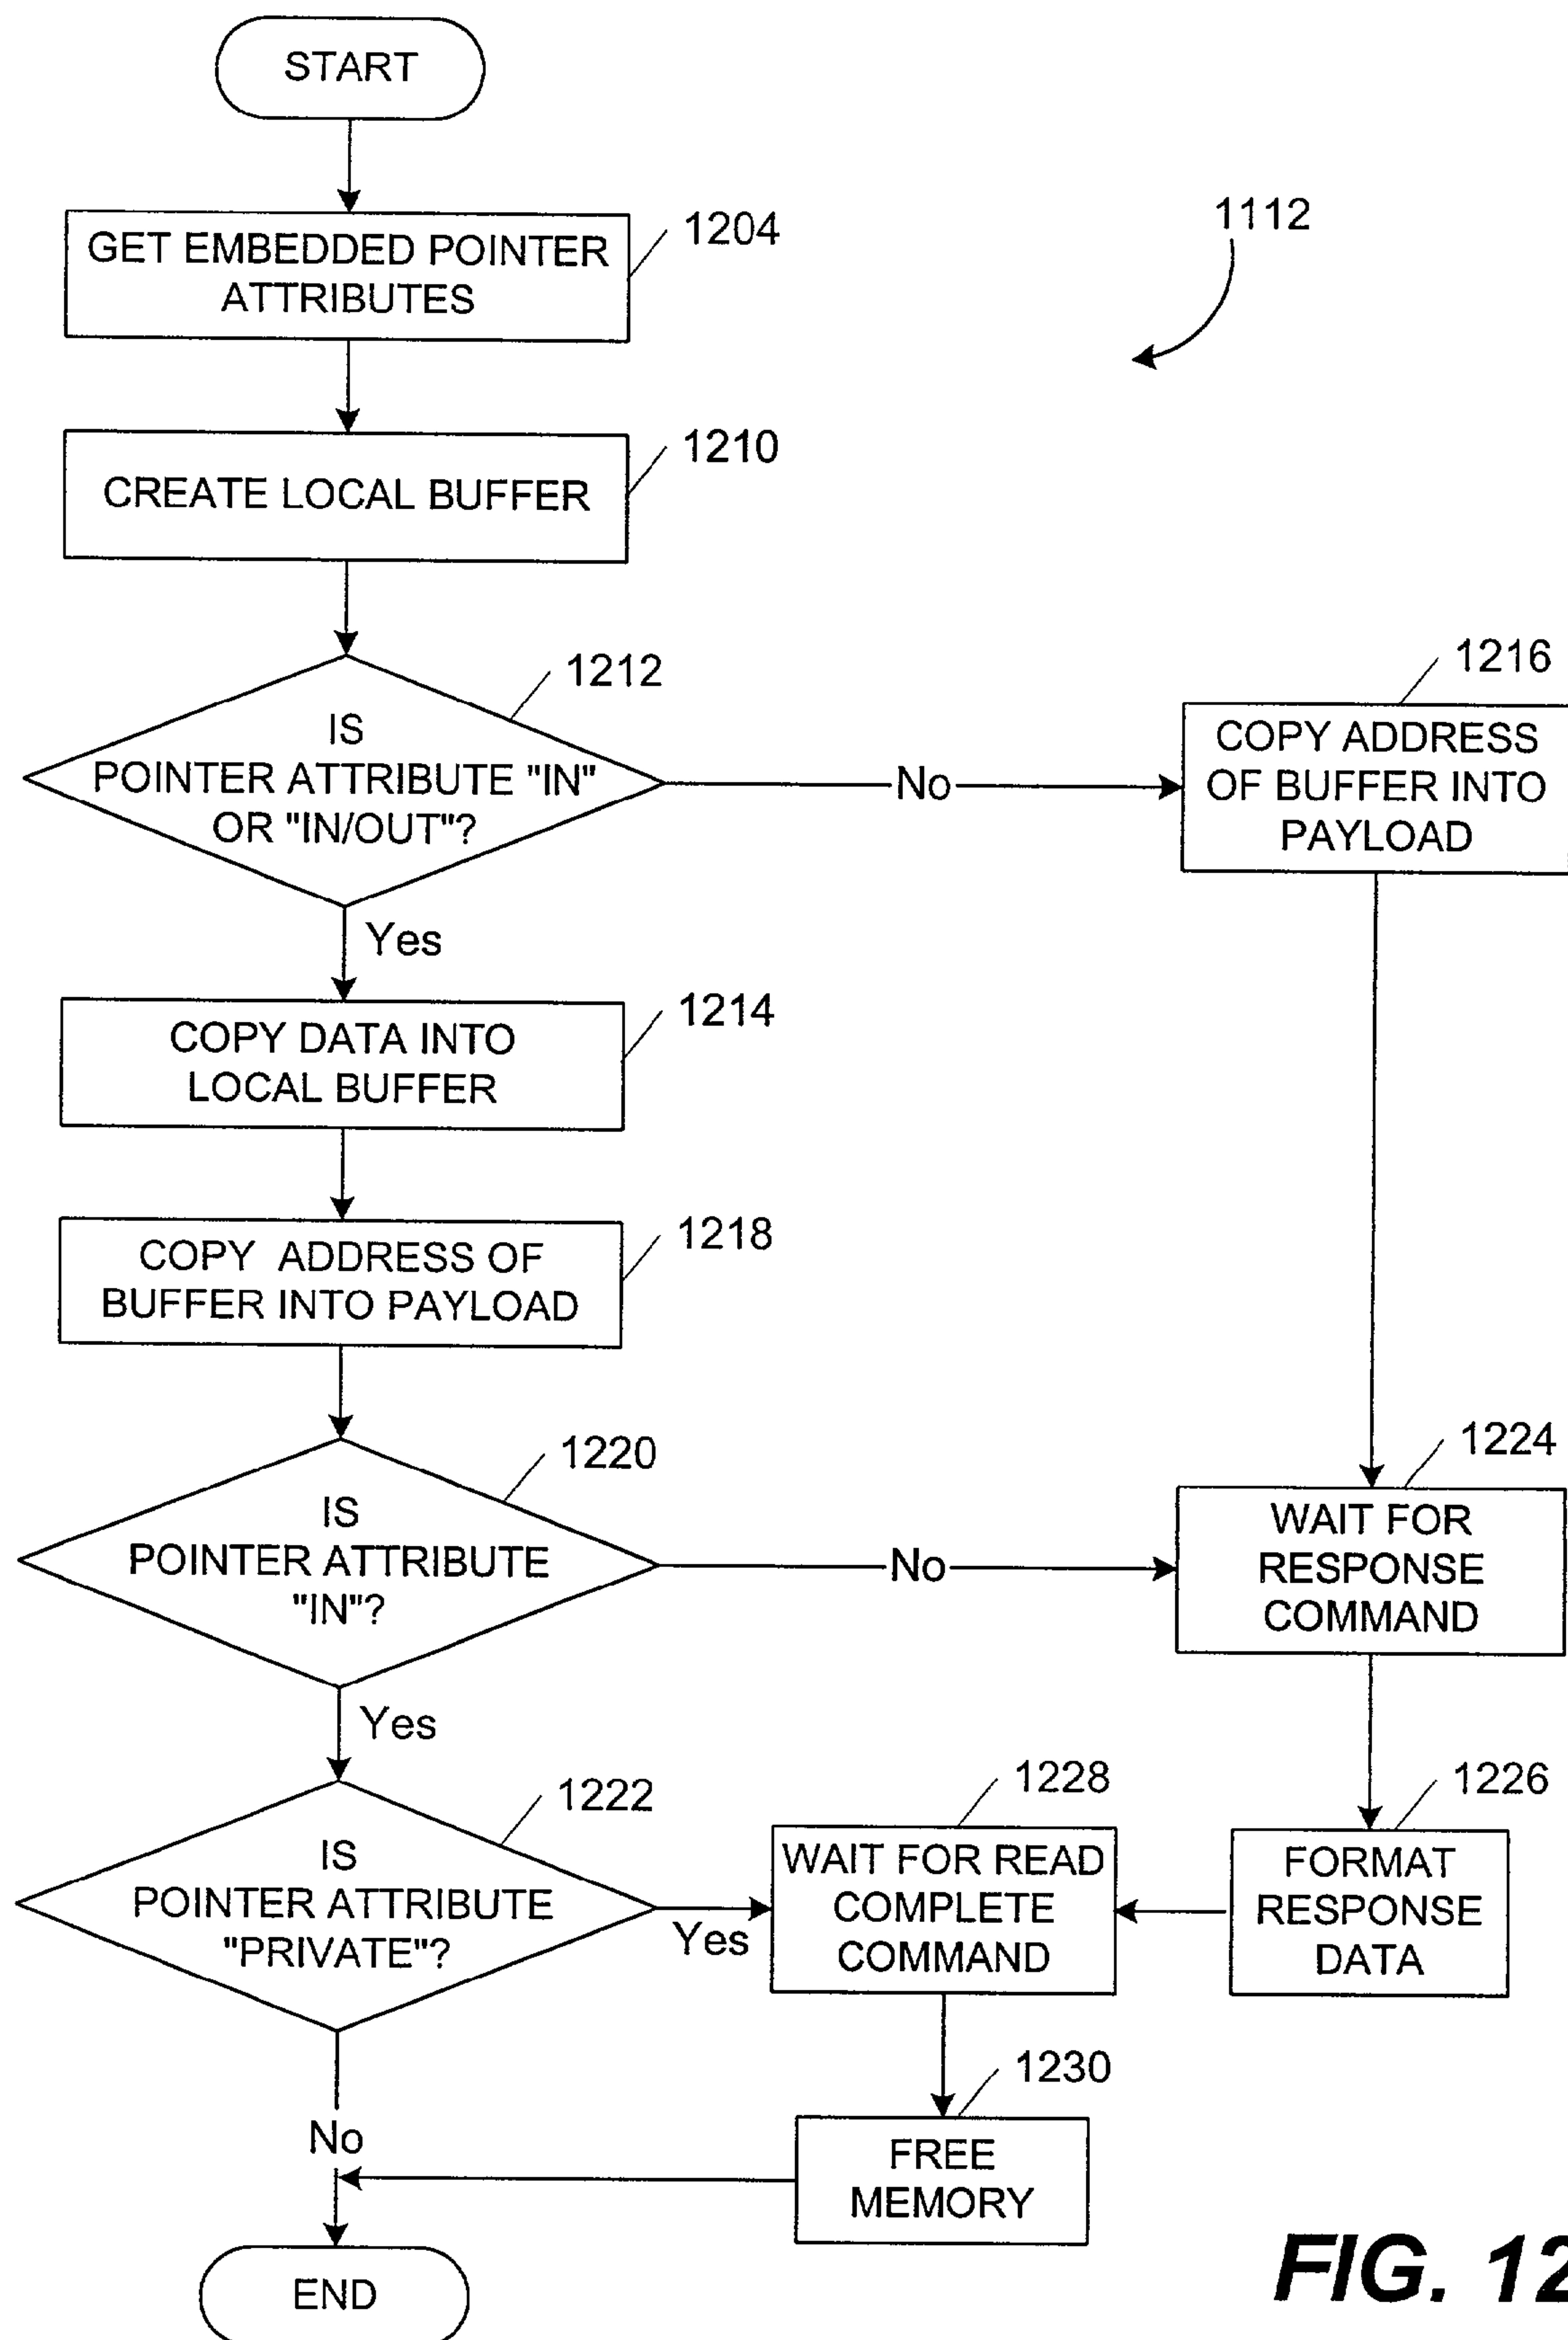 START
GET EMBEDDED POINTER
ATTRIBUTES
1204
1112
CREATE LOCAL BUFFER
1210
IS
POINTER ATTRIBUTE "IN"
OR "IN/OUT"?
1212
No
COPY ADDRESS
OF BUFFER INTO
PAYLOAD
1216
Yes
COPY DATA INTO
LOCAL BUFFER
1214
COPY ADDRESS OF
BUFFER INTO PAYLOAD
1218
IS
POINTER ATTRIBUTE
"IN"?
1220
No
WAIT FOR
RESPONSE
COMMAND
1224
Yes
IS
POINTER ATTRIBUTE
"PRIVATE"?
1222
Yes
WAIT FOR READ
COMPLETE
COMMAND
1228
FORMAT
RESPONSE
DATA
1226
No
FREE
MEMORY
1230
END
FIG. 12